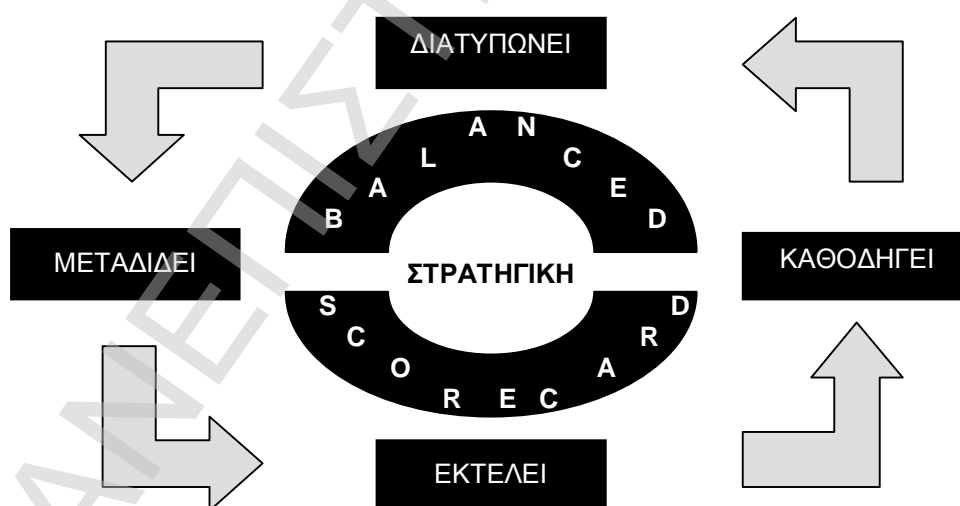 ΔΙΑΤΥΠΩΝΕΙ
BALANCED
ΜΕΤΑΔΙΔΕΙ
ΣΤΡΑΤΗΓΙΚΗ
ΚΑΘΟΔΗΓΕΙ
SCORECARD
ΕΚΤΕΛΕΙ